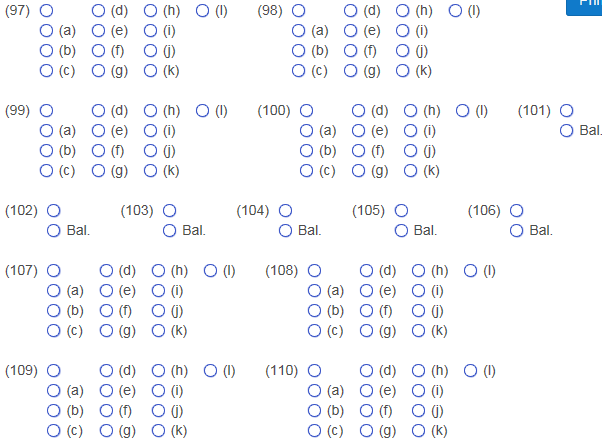 (97) (d) (h) (l) (98) (d) (h) (l)
(a) (e) (i) (a) (e) (i)
(b) (f) (j) (b) (f) (j)
(c) (g) (k) (c) (g) (k)
(99) (d) (h) (l) (100) (d) (h) (l) (101)
(a) (e) (i) (a) (e) (i) Bal.
(b) (f) (j) (b) (f) (j)
(c) (g) (k) (c) (g) (k)
(102) (103) (104) (105) (106)
Bal. Bal. Bal. Bal. Bal.
(107) (d) (h) (l) (108) (d) (h) (l)
(a) (e) (i) (a) (e) (i)
(b) (f) (j) (b) (f) (j)
(c) (g) (k) (c) (g) (k)
(109) (d) (h) (l) (110) (d) (h) (l)
(a) (e) (i) (a) (e) (i)
(b) (f) (j) (b) (f) (j)
(c) (g) (k) (c) (g) (k)